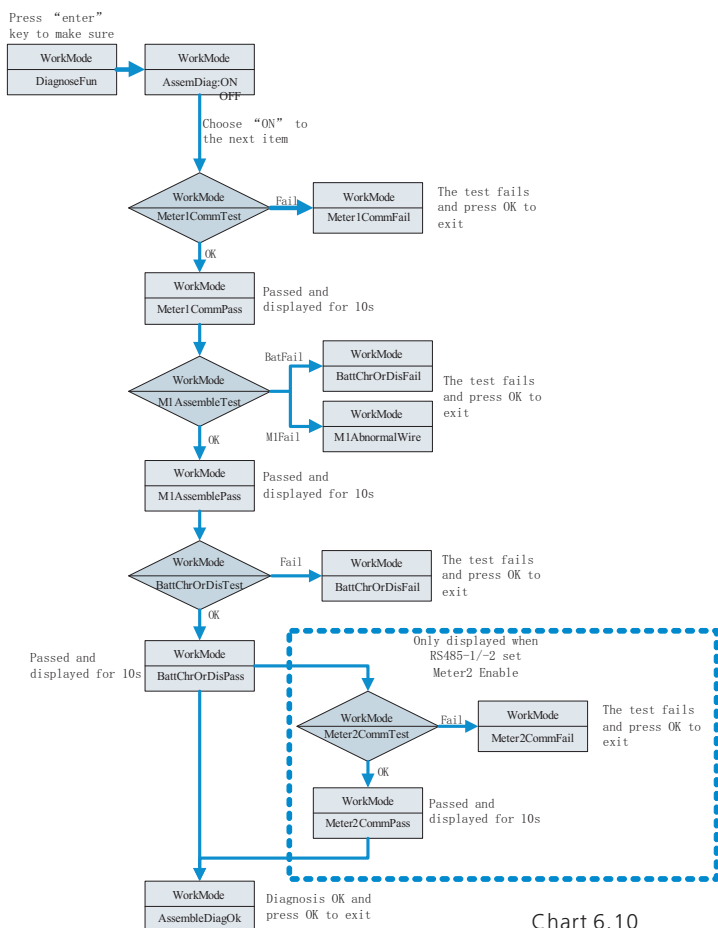 Press “enter”
key to make sure
WorkMode
DiagnoseFun
WorkMode
AssemDiag:ON
OFF
Choose “ON” to
the next item
WorkMode
Meter1CommTest
Fail
WorkMode
Meter1CommFail
The test fails
and press OK to
exit
OK
WorkMode
Meter1CommPass
Passed and
displayed for 10s
WorkMode
M1AssembleTest
BatFail
WorkMode
BattChrOrDisFail
M1Fail
WorkMode
M1AbnormalWire
The test fails
and press OK to
exit
OK
WorkMode
M1AssemblePass
Passed and
displayed for 10s
WorkMode
BattChrOrDisTest
Fail
WorkMode
BattChrOrDisFail
The test fails
and press OK to
exit
OK
Passed and
displayed for 10s
WorkMode
BattChrOrDisPass
Only displayed when
RS485-1/-2 set
Meter2 Enable
WorkMode
Meter2CommTest
Fail
WorkMode
Meter2CommFail
The test fails
and press OK to
exit
OK
WorkMode
Meter2CommPass
Passed and
displayed for 10s
WorkMode
AssembleDiagOk
Diagnosis OK and
press OK to exit
Chart 6.10